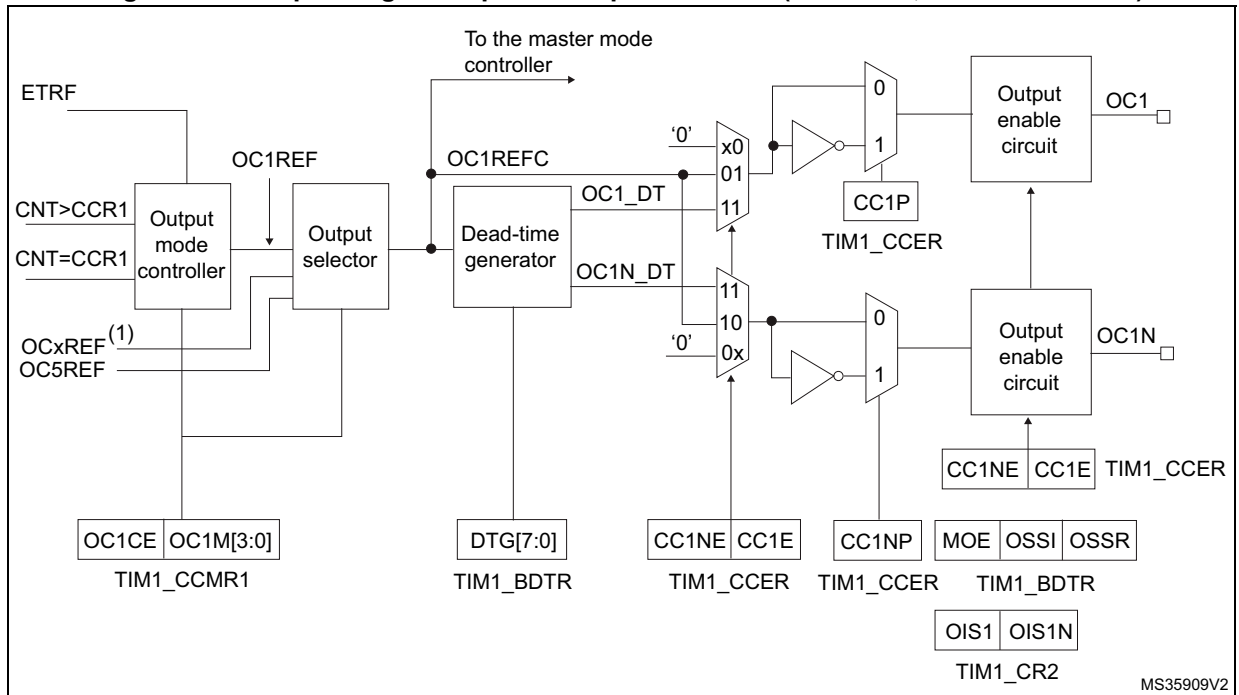 To the master mode
controller
ETRF
OC1REF
OC1REFC
CNT>CCR1
CNT=CCR1
Output
mode
controller
Output
selector
Dead-time
generator
OC1_DT
OC1N_DT
OCxREF(1)
OC5REF
'0'
x0
01
11
11
10
'0'
0x
0
1
CC1P
TIM1_CCER
0
1
Output
enable
circuit
OC1
Output
enable
circuit
OC1N
CC1NE CC1E TIM1_CCER
OC1CE OC1M[3:0]
TIM1_CCMR1
DTG[7:0]
TIM1_BDTR
CC1NE CC1E
TIM1_CCER
CC1NP
TIM1_CCER
MOE OSSI OSSR
TIM1_BDTR
OIS1 OIS1N
TIM1_CR2
MS35909V2